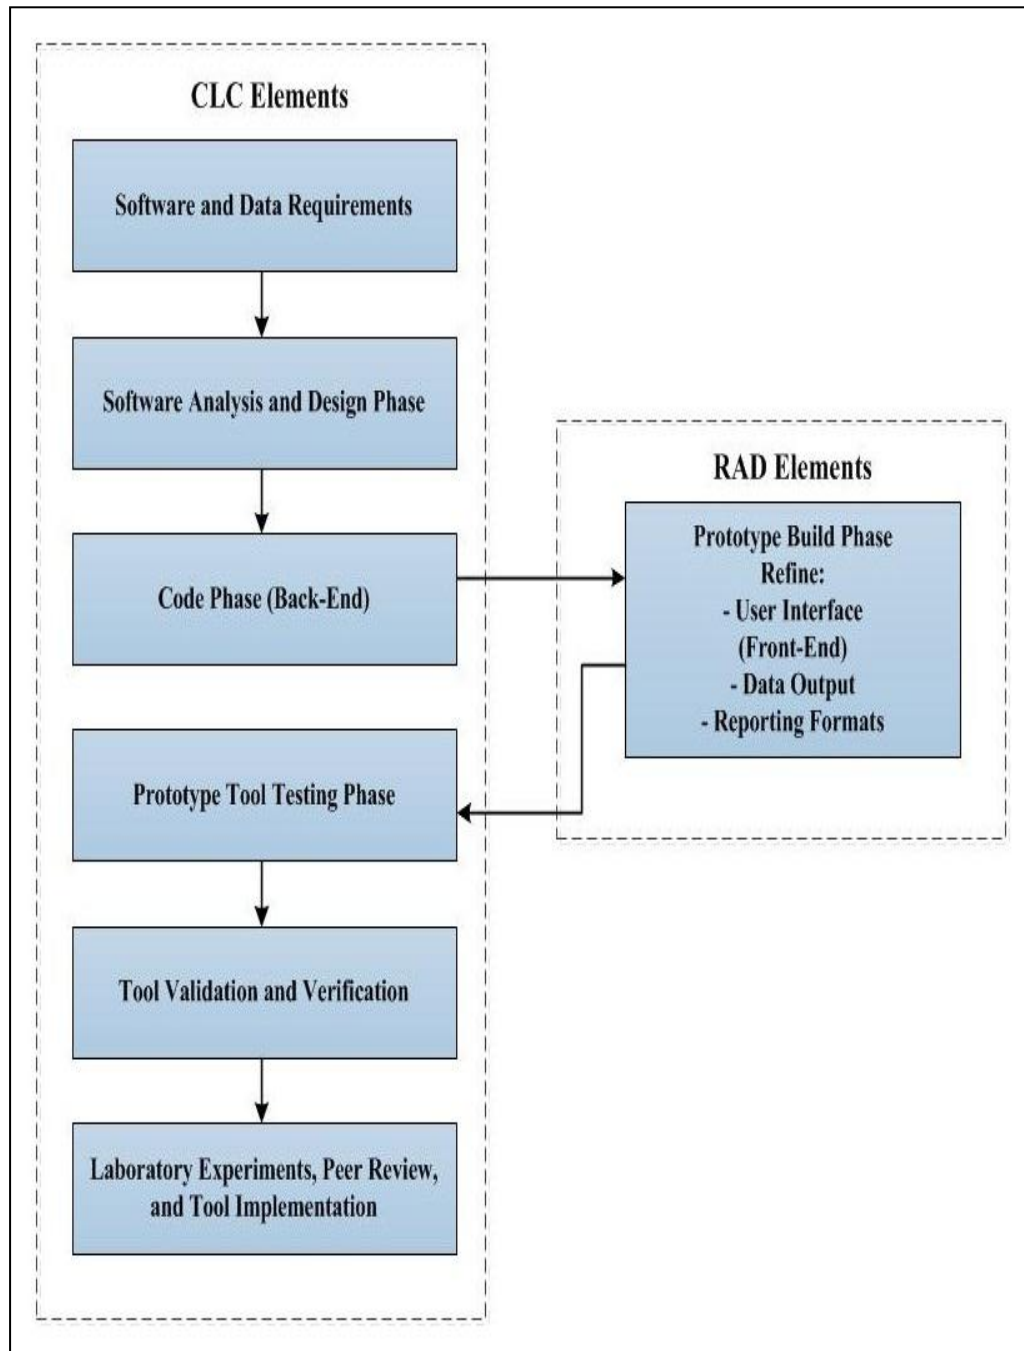 CLC Elements
Software and Data Requirements
Software Analysis and Design Phase
Code Phase (Back-End)
RAD Elements
Prototype Build Phase
Refine:
- User Interface
(Front-End)
- Data Output
- Reporting Formats
Prototype Tool Testing Phase
Tool Validation and Verification
Laboratory Experiments, Peer Review,
and Tool Implementation